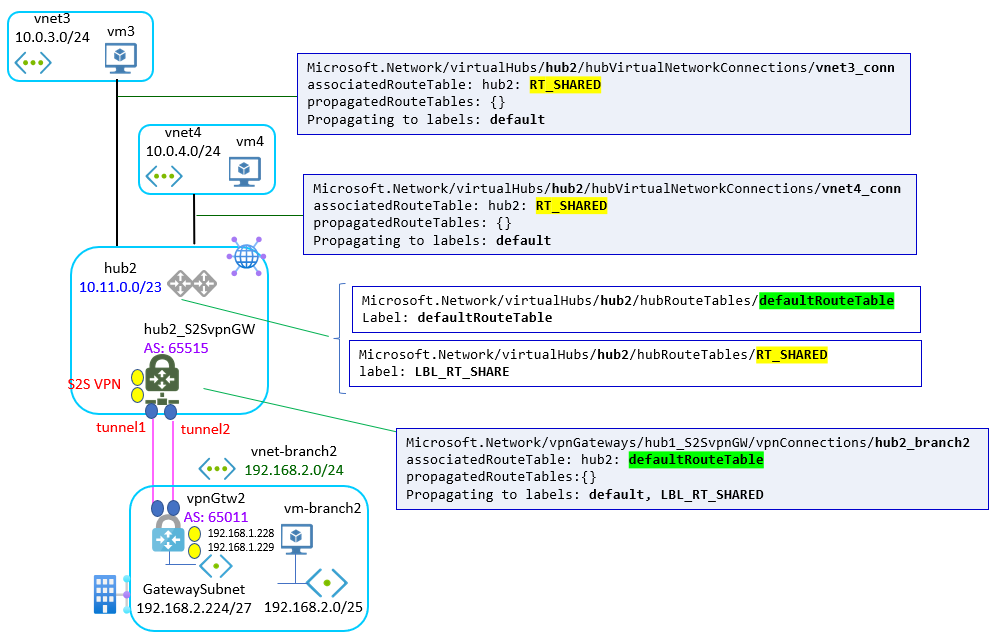 vnet3
10.0.3.0/24
vm3
Microsoft.Network/virtualHubs/hub2/hubVirtualNetworkConnections/vnet3_conn
associatedRouteTable: hub2: RT_SHARED
propagatedRouteTables: {}
Propagating to labels: default
vnet4
10.0.4.0/24
vm4
Microsoft.Network/virtualHubs/hub2/hubVirtualNetworkConnections/vnet4_conn
associatedRouteTable: hub2: RT_SHARED
propagatedRouteTables: {}
Propagating to labels: default
hub2
10.11.0.0/23
Microsoft.Network/virtualHubs/hub2/hubRouteTables/defaultRouteTable
Label: defaultRouteTable
hub2_S2SvpnGW
AS: 65515
Microsoft.Network/virtualHubs/hub2/hubRouteTables/RT_SHARED
label: LBL_RT_SHARE
S2S VPN
tunnel1
tunnel2
Microsoft.Network/vpnGateways/hub1_S2SvpnGW/vpnConnections/hub2_branch2
associatedRouteTable: hub2: defaultRouteTable
propagatedRouteTables:{}
Propagating to labels: default, LBL_RT_SHARED
vnet-branch2
192.168.2.0/24
vpnGtw2
AS: 65011
192.168.1.228
192.168.1.229
vm-branch2
GatewaySubnet
192.168.2.224/27
192.168.2.0/25